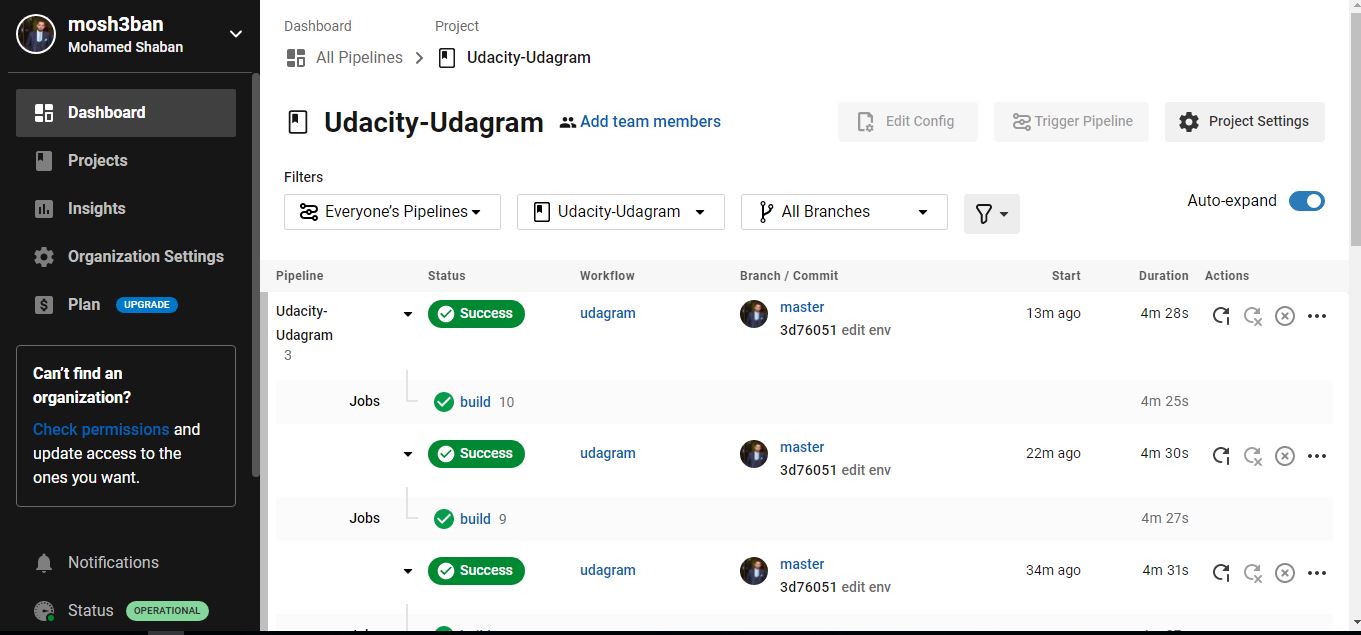 mosh3ban
Mohamed Shaban
Dashboard
Projects
Insights
Organization Settings
Plan UPGRADE
Can't find an
organization?
Check permissions and
update access to the
ones you want.
Notifications
Status OPERATIONAL
Dashboard Project
All Pipelines Udacity-Udagram
Udacity-Udagram Add team members Edit Config Trigger Pipeline Project Settings
Filters
Everyone's Pipelines Udacity-Udagram All Branches Auto-expand
Pipeline Status Workflow Branch / Commit Start Duration Actions
Udacity-
Udagram
3
Success udagram master 13m ago 4m 28s
3d76051 edit env
Jobs build 10 4m 25s
Success udagram master 22m ago 4m 30s
3d76051 edit env
Jobs build 9 4m 27s
Success udagram master 34m ago 4m 31s
3d76051 edit env